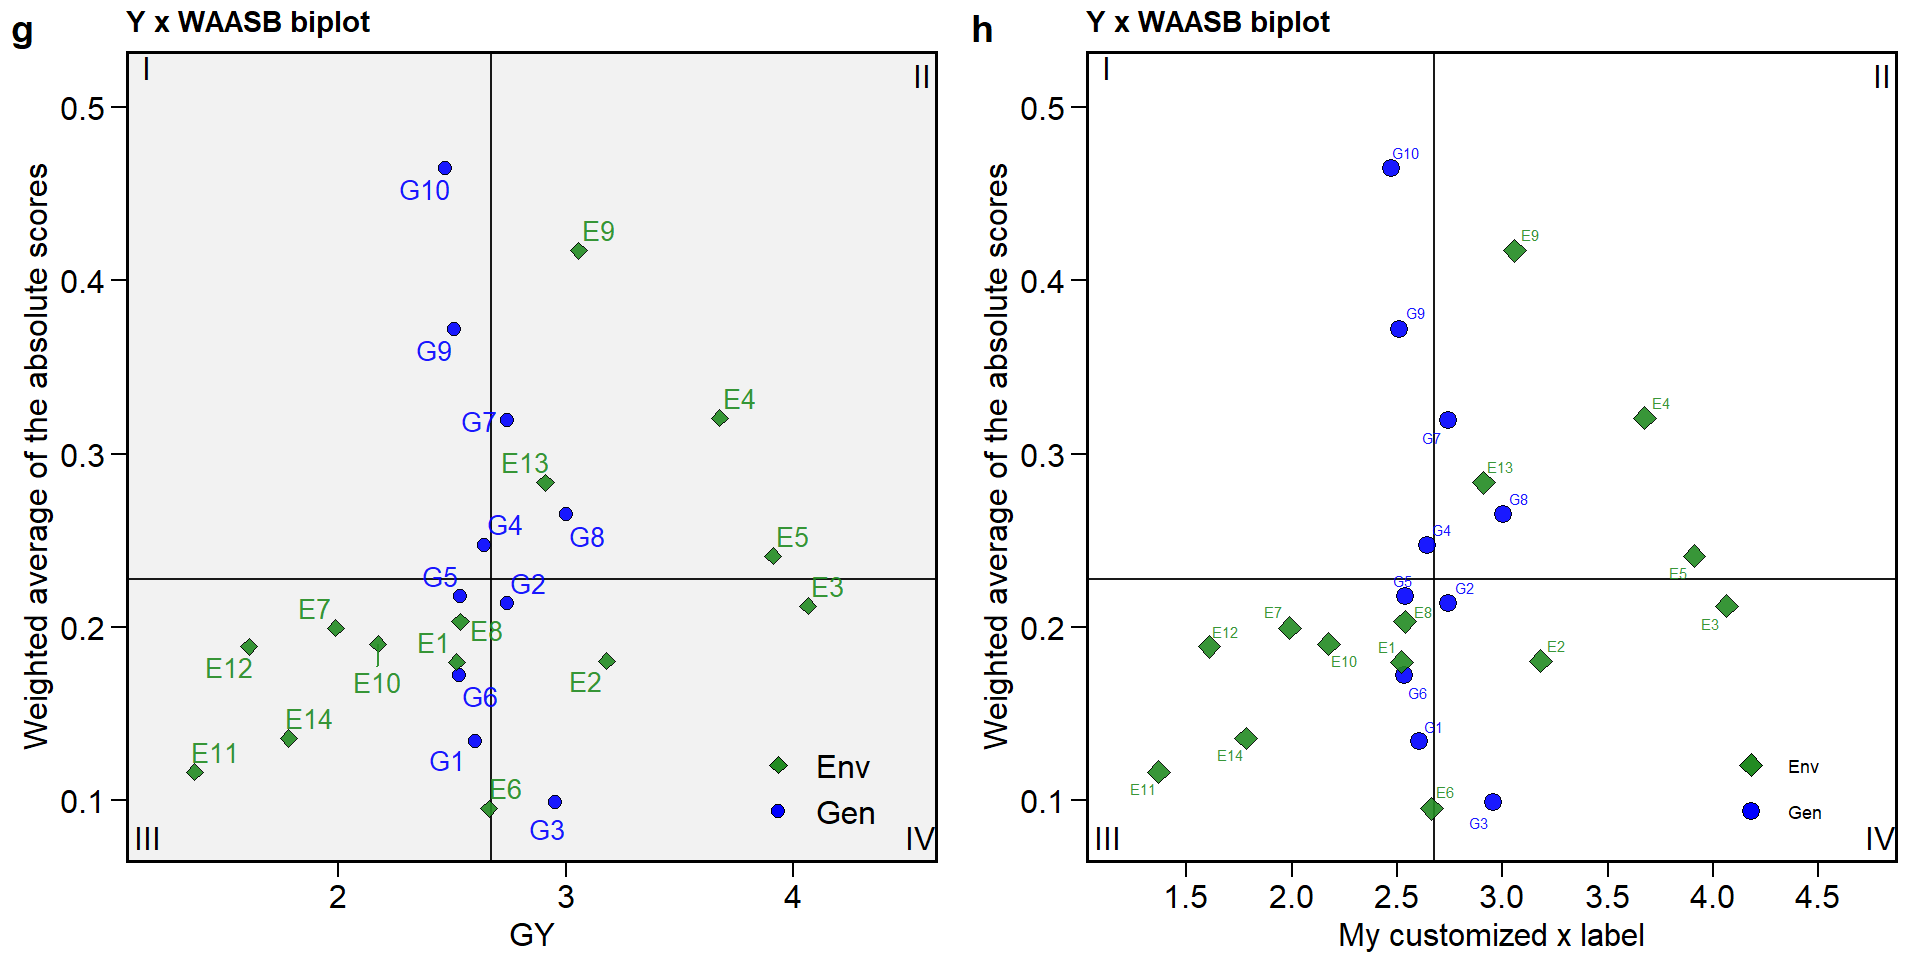 g
Y x WAASB biplot
I
II
III
IV
0.5
0.4
0.3
0.2
0.1
Weighted average of the absolute scores
G10
E9
G9
E4
G7
E13
G4
G8
E5
G5
G2
E3
E7
E8
E1
E12
E10
E2
G6
E14
E11
G1
E6
G3
Env
Gen
2
3
4
GY
h
Y x WAASB biplot
I
II
III
IV
0.5
0.4
0.3
0.2
0.1
Weighted average of the absolute scores
G10
E9
G9
E4
G7
E13
G8
G4
E5
G5
G2
E7
E8
E3
E12
E1
E10
E2
G6
G1
E14
E11
E6
G3
Env
Gen
1.5
2.0
2.5
3.0
3.5
4.0
4.5
My customized x label